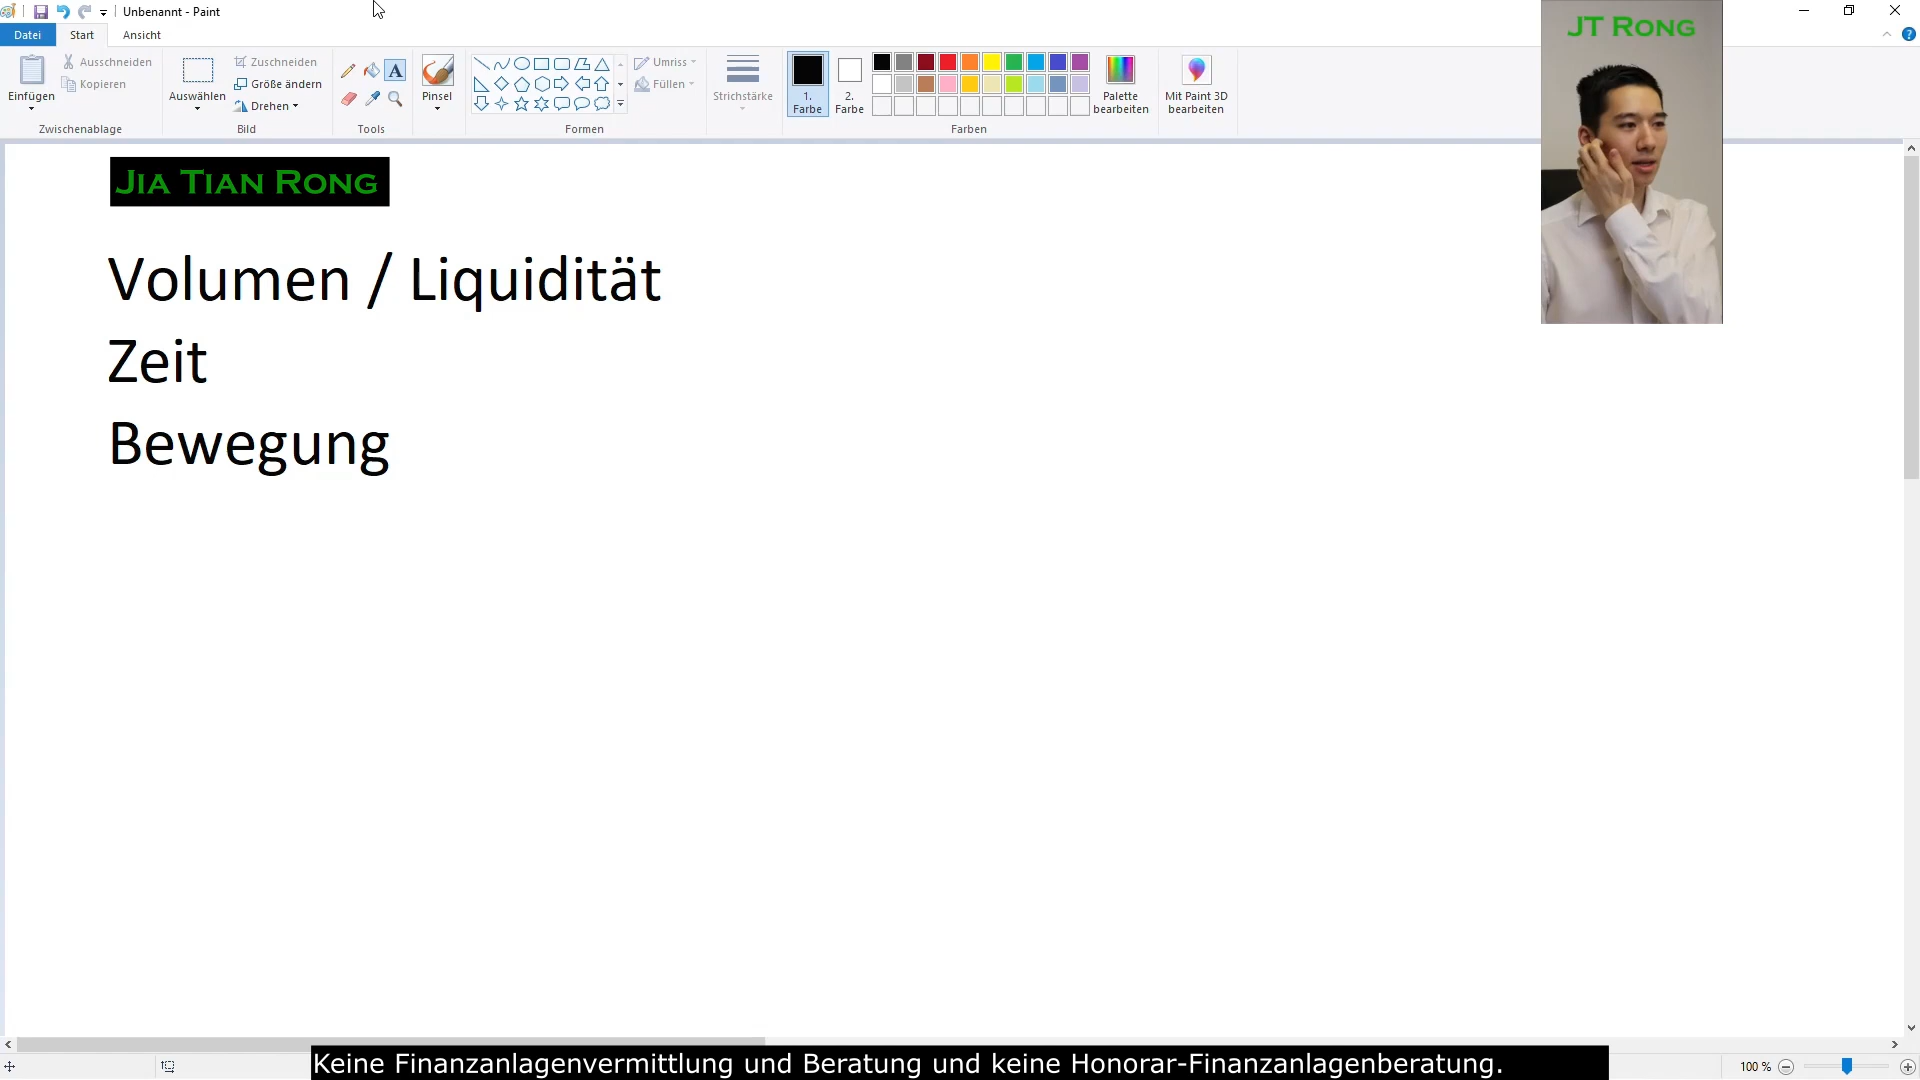 Unbenannt - Paint
Datei Start Ansicht
Einfügen
Ausschneiden
Kopieren
Zwischenablage
Auswählen
Zuschneiden
Größe ändern
Drehen
Bild
A
Tools
Pinsel
Formen
Umriss
Füllen
Strichstärke
1. Farbe
2. Farbe
Farben
Palette bearbeiten
Mit Paint 3D bearbeiten
?
JT Rong
Jia Tian Rong
Volumen / Liquidität
Zeit
Bewegung
Keine Finanzanlagenvermittlung und Beratung und keine Honorar-Finanzanlagenberatung.
100 %